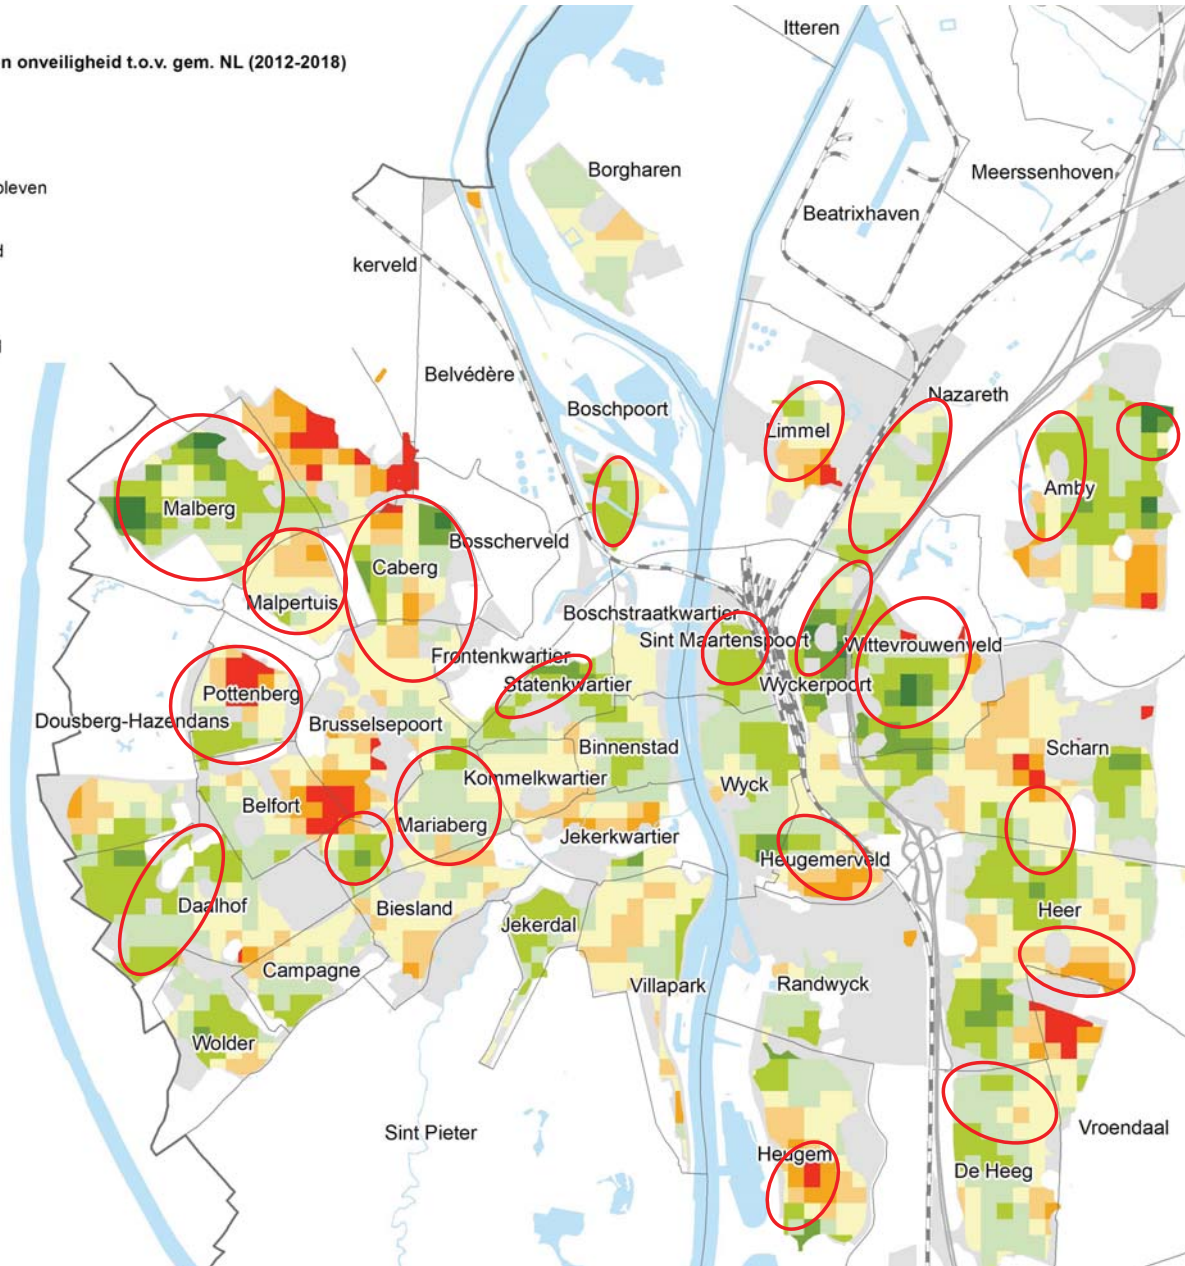 Itteren
n onveiligheid t.o.v. gem. NL (2012-2018)
Borgharen
Meerssenhoven
oleven
Beatrixhaven
d
kerveld
Belvédère
Nazareth
Boschpoort
Limmel
Amby
Malberg
Bosscherveld
Caberg
Malpertuis
Boschstraatkwartier
Sint Maartenspoort
Wittevrouwenveld
Frontenkwartier
Statenkwartier
Wyckerpoort
Pottenberg
Dousberg-Hazendans
Brusselsepoort
Binnenstad
Scharn
Kommelkwartier
Wyck
Belfort
Mariaberg
Jekerkwartier
Heugemerveld
Daalhof
Biesland
Heer
Jekerdal
Campagne
Villapark
Randwyck
Wolder
Sint Pieter
Vroendaal
Heugem
De Heeg